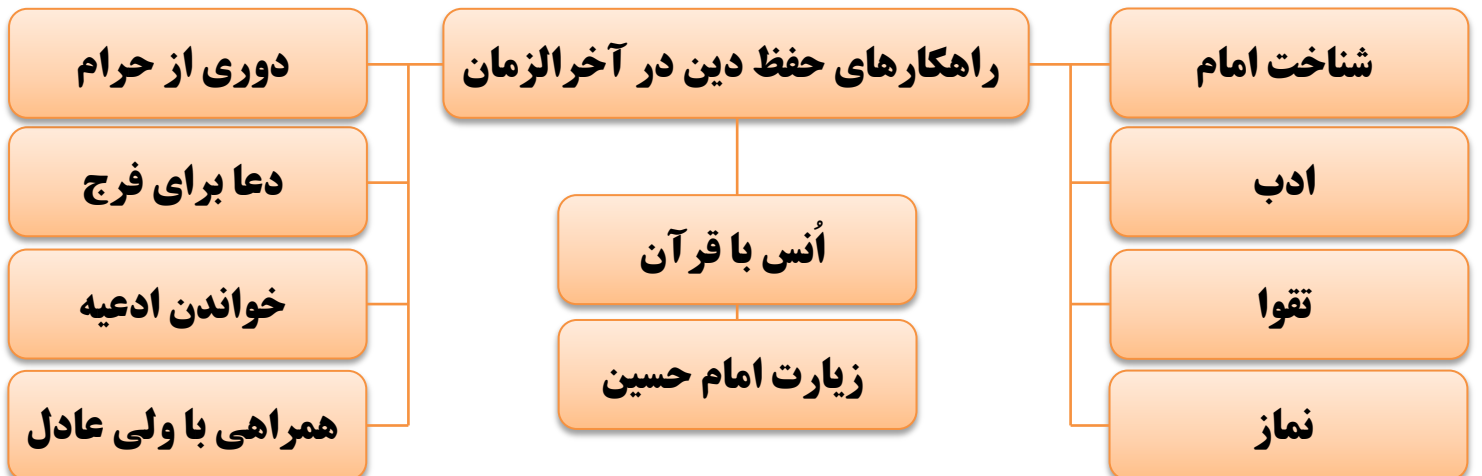 راهکارهای حفظ دین در آخرالزمان
شناخت امام
ادب
تقوا
نماز
اُنس با قرآن
زیارت امام حسین
دوری از حرام
دعا برای فرج
خواندن ادعیه
همراهی با ولی عادل